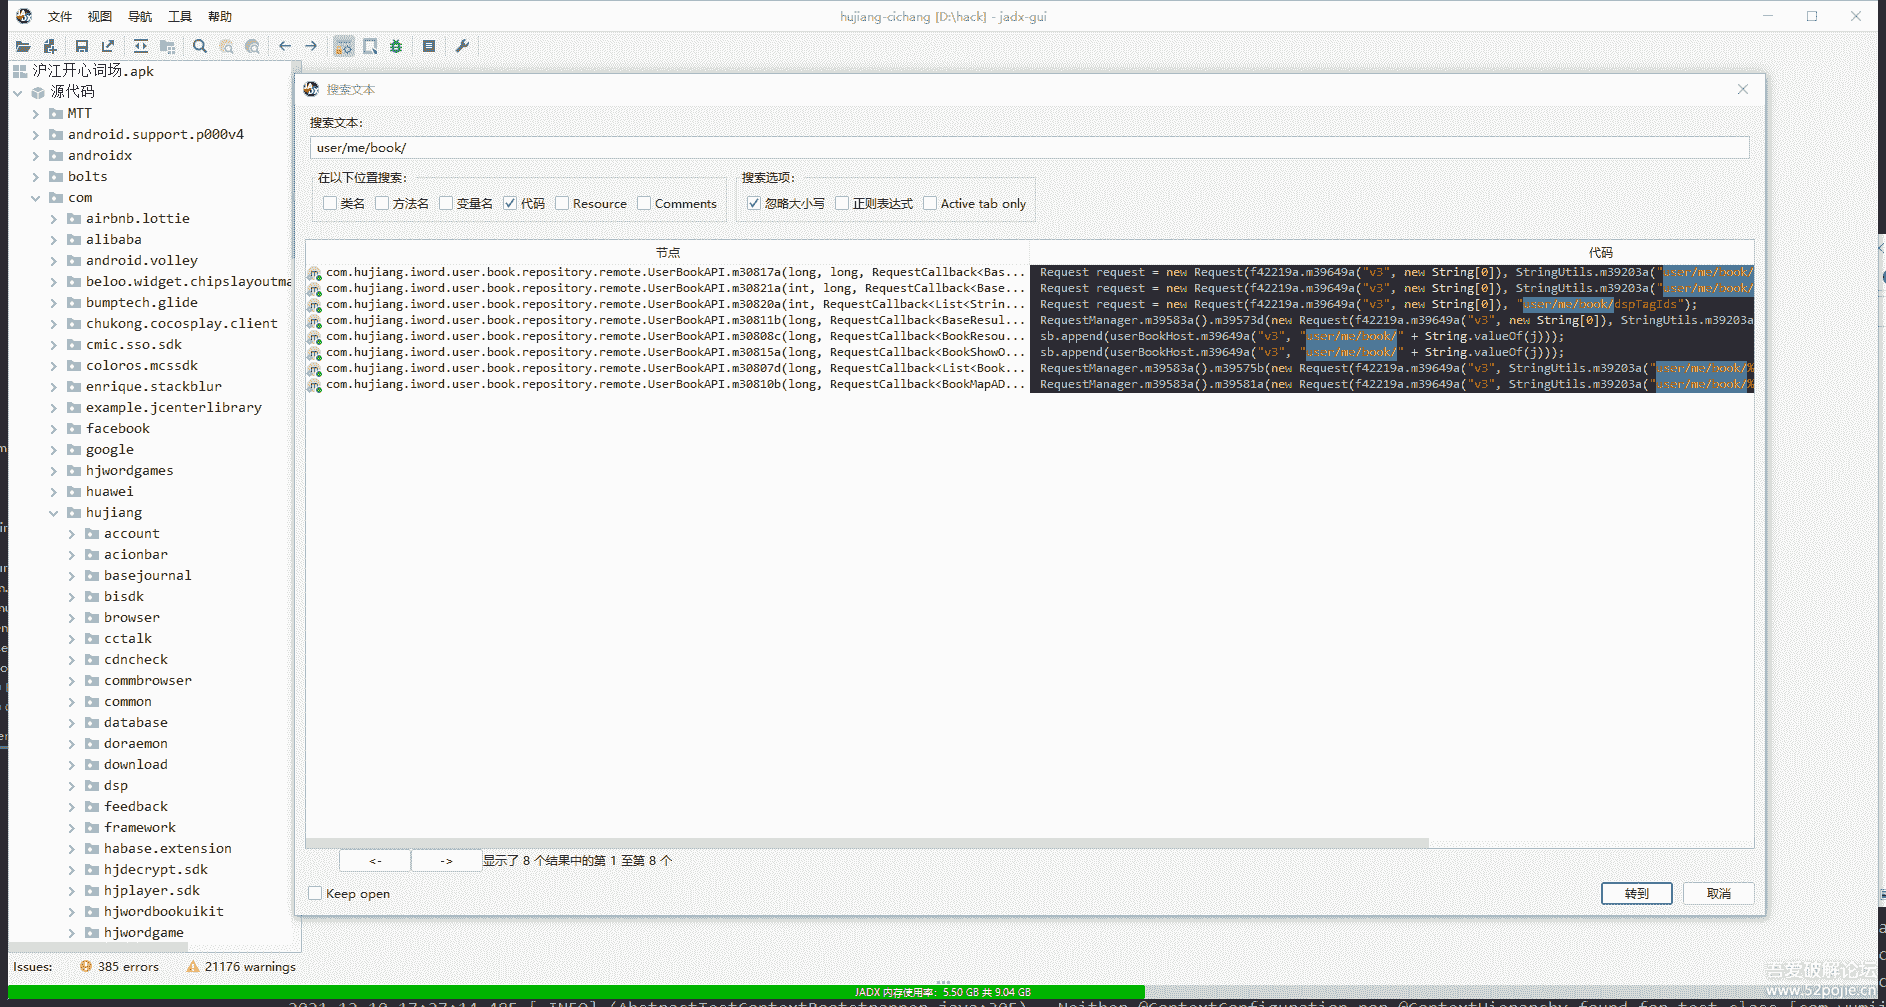 文件 视图 导航 工具 帮助
hujiang-cichang [D:\hack] - jadx-gui
沪江开心词场.apk
源代码
MTT
android.support.p000v4
androidx
bolts
com
airbnb.lottie
alibaba
android.volley
beloo.widget.chipslayoutma
bumptech.glide
chukong.cocosplay.client
cmic.sso.sdk
coloros.mcssdk
enrique.stackblur
example.jcenterlibrary
facebook
google
hjwordgames
huawei
hujiang
account
acionbar
basejournal
bisdk
browser
cctalk
cdncheck
commbrowser
common
database
doraemon
download
dsp
feedback
framework
habase.extension
hjdecrypt.sdk
hjplayer.sdk
hjwordbookuikit
hjwordgame
搜索文本
搜索文本:
user/me/book/
在以下位置搜索:
类名 方法名 变量名 代码 Resource Comments
搜索选项:
忽略大小写 正则表达式 Active tab only
节点 代码
com.hujiang.iword.user.book.repository.remote.UserBookAPI.m30817a(long, long, RequestCallback<Bas... Request request = new Request(f42219a.m39649a("v3", new String[0]), StringUtils.m39203a("user/me/book/
com.hujiang.iword.user.book.repository.remote.UserBookAPI.m30821a(int, long, RequestCallback<Base... Request request = new Request(f42219a.m39649a("v3", new String[0]), StringUtils.m39203a("user/me/book/
com.hujiang.iword.user.book.repository.remote.UserBookAPI.m30820a(int, RequestCallback<List<Strin... Request request = new Request(f42219a.m39649a("v3", new String[0]), "user/me/book/dspTagIds");
com.hujiang.iword.user.book.repository.remote.UserBookAPI.m30811b(long, RequestCallback<BaseResul... RequestManager.m39583a().m39573d(new Request(f42219a.m39649a("v3", new String[0]), StringUtils.m39203a
com.hujiang.iword.user.book.repository.remote.UserBookAPI.m30808c(long, RequestCallback<BookResou... sb.append(userBookHost.m39649a("v3", "user/me/book/" + String.valueOf(j)));
com.hujiang.iword.user.book.repository.remote.UserBookAPI.m30815a(long, RequestCallback<BookShowO... sb.append(userBookHost.m39649a("v3", "user/me/book/" + String.valueOf(j)));
com.hujiang.iword.user.book.repository.remote.UserBookAPI.m30807d(long, RequestCallback<List<Book... RequestManager.m39583a().m39575b(new Request(f42219a.m39649a("v3", StringUtils.m39203a("user/me/book/%
com.hujiang.iword.user.book.repository.remote.UserBookAPI.m30810b(long, RequestCallback<BookMapAD... RequestManager.m39583a().m39581a(new Request(f42219a.m39649a("v3", StringUtils.m39203a("user/me/book/%
<- -> 显示了 8 个结果中的第 1 至第 8 个
Keep open
转到 取消
Issues: 385 errors 21176 warnings
JADX 内存使用率: 5.50 GB 共 9.04 GB
吾爱破解论坛
www.52pojie.cn